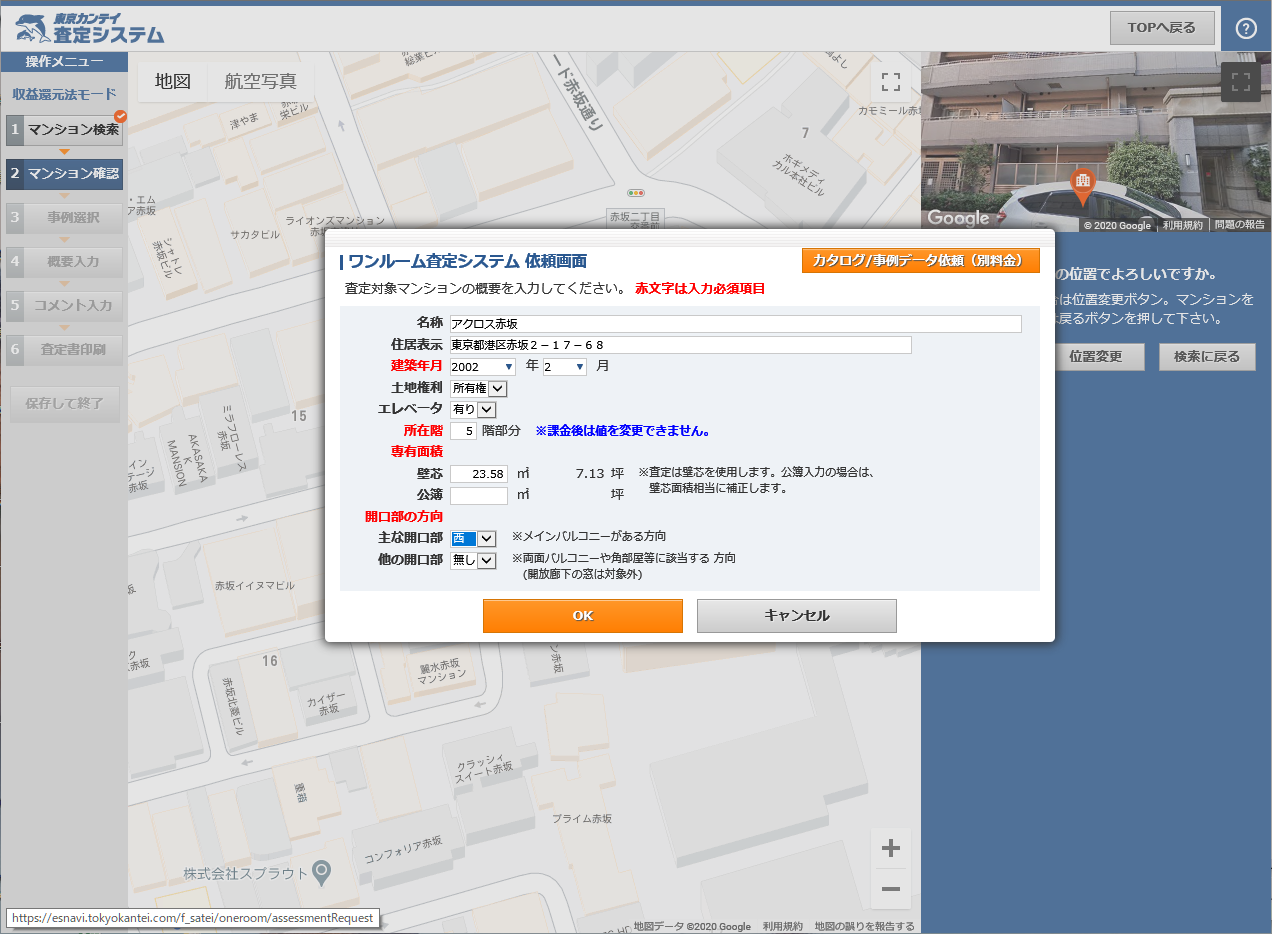 東京カンテイ
査定システム
TOPへ戻る
?
操作メニュー
収益還元法モード
1 マンション検索
2 マンション確認
3 事例選択
4 概要入力
5 コメント入力
6 査定書印刷
保存して終了
地図
航空写真
総業ビル
津やま
栄ビル
ード赤坂通り
カモミール赤坂
7
ホギメディ
カル本社ビル
ア赤坂
ライオンズマンション
サカタビル
シャトレ
赤坂ビル
赤坂二丁目
Google
© 2020 Google
利用規約
問題の報告
ワンルーム査定システム 依頼画面
カタログ/事例データ依頼（別料金）
査定対象マンションの概要を入力してください。 赤文字は入力必須項目
名称 アクロス赤坂
住居表示 東京都港区赤坂２－１７－６８
建築年月 2002 年 2 月
土地権利 所有権
エレベータ 有り
所在階 5 階部分 ※課金後は値を変更できません。
専有面積
壁芯 23.58 ㎡ 7.13 坪 ※査定は壁芯を使用します。公簿入力の場合は、
壁芯面積相当に補正します。
公簿 ㎡ 坪
開口部の方向
主な開口部 西 ※メインバルコニーがある方向
他の開口部 無し ※両面バルコニーや角部屋等に該当する 方向
(開放廊下の窓は対象外)
OK
キャンセル
の位置でよろしいですか。
は位置変更ボタン。マンションを
戻るボタンを押して下さい。
位置変更
検索に戻る
15
ミラフローレス
赤坂
AKASAKA
K
MANSION
赤坂
赤坂イイヌマビル
赤坂
16
麗水赤坂
マンション
ン赤坂
赤坂北霞ビル
カイザー
赤坂
クラッシィ
スイート赤坂
プライム赤坂
コンフォリア赤坂
株式会社スプラウト
https://esnavi.tokyokantei.com/f_satei/oneroom/assessmentRequest
地図データ ©2020 Google
利用規約
地図の誤りを報告する